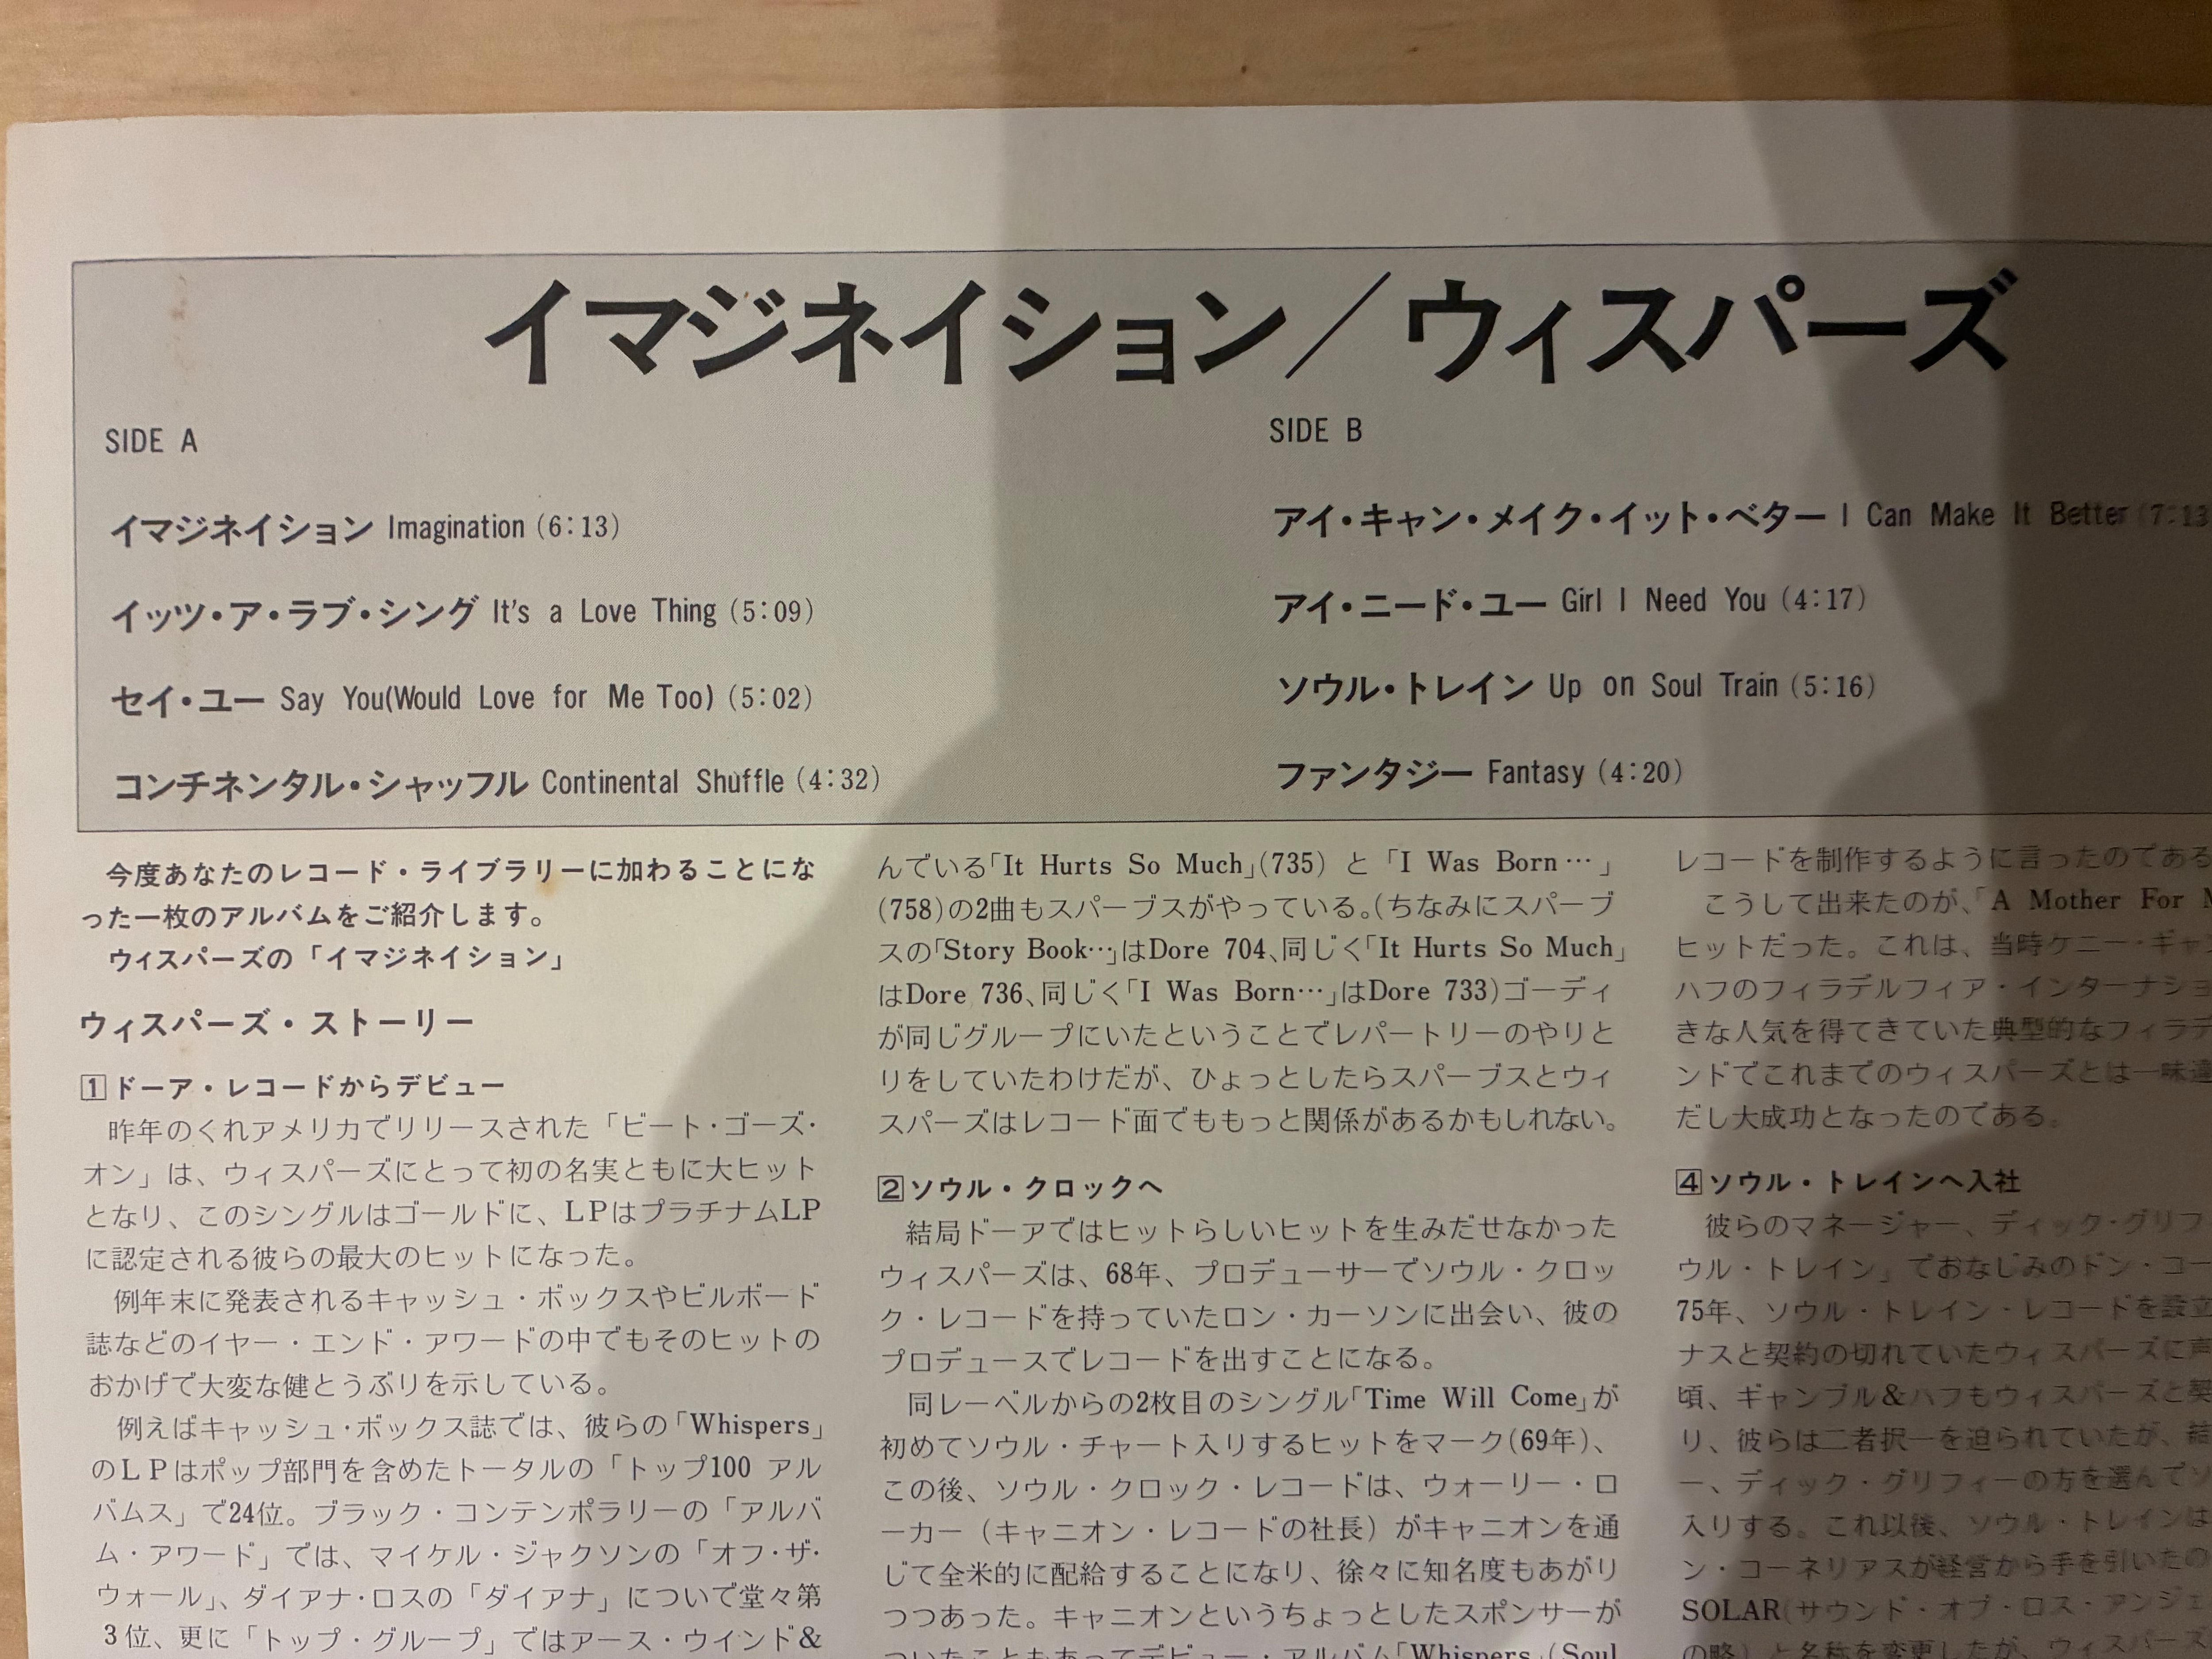 イマジネイション／ウィスパーズ
SIDE A
イマジネイション Imagination (6:13)
イッツ・ア・ラブ・シング It's a Love Thing (5:09)
セイ・ユー Say You(Would Love for Me Too) (5:02)
コンチネンタル・シャッフル Continental Shuffle (4:32)
SIDE B
アイ・キャン・メイク・イット・ベター I Can Make It Better (7:13
アイ・ニード・ユー Girl I Need You (4:17)
ソウル・トレイン Up on Soul Train (5:16)
ファンタジー Fantasy (4:20)
今度あなたのレコード・ライブラリーに加わることにな
った一枚のアルバムをご紹介します。
ウィスパーズの「イマジネイション」
ウィスパーズ・ストーリー
1 ドーア・レコードからデビュー
昨年のくれアメリカでリリースされた「ビート・ゴーズ・
オン」は、ウィスパーズにとって初の名実ともに大ヒット
となり、このシングルはゴールドに、LPはプラチナムLP
に認定される彼らの最大のヒットになった。
例年末に発表されるキャッシュ・ボックスやビルボード
誌などのイヤー・エンド・アワードの中でもそのヒットの
おかげで大変な健とうぶりを示している。
例えばキャッシュ・ボックス誌では、彼らの「Whispers」
のLPはポップ部門を含めたトータルの「トップ100 アル
バムス」で24位。ブラック・コンテンポラリーの「アルバ
ム・アワード」では、マイケル・ジャクソンの「オフ・ザ・
ウォール」、ダイアナ・ロスの「ダイアナ」について堂々第
3位、更に「トップ・グループ」ではアース・ウインド&
んでいる「It Hurts So Much」(735) と「I Was Born…」
(758)の2曲もスパーブスがやっている。(ちなみにスパーブ
スの「Story Book…」はDore 704、同じく「It Hurts So Much」
はDore 736、同じく「I Was Born…」はDore 733)ゴーディ
が同じグループにいたということでレパートリーのやりと
りをしていたわけだが、ひょっとしたらスパーブスとウィ
スパーズはレコード面でももっと関係があるかもしれない。
2 ソウル・クロックへ
結局ドーアではヒットらしいヒットを生みだせなかった
ウィスパーズは、68年、プロデューサーでソウル・クロッ
ク・レコードを持っていたロン・カーソンに出会い、彼の
プロデュースでレコードを出すことになる。
同レーベルからの2枚目のシングル「Time Will Come」が
初めてソウル・チャート入りするヒットをマーク(69年)、
この後、ソウル・クロック・レコードは、ウォーリー・ロ
ーカー（キャニオン・レコードの社長）がキャニオンを通
じて全米的に配給することになり、徐々に知名度もあがり
つつあった。キャニオンというちょっとしたスポンサーが
ついたこともあってデビュー・アルバム「Whispers」(Soul
レコードを制作するように言ったのである
こうして出来たのが、「A Mother For M
ヒットだった。これは、当時ケニー・ギャン
ハフのフィラデルフィア・インターナショ
きな人気を得てきていた典型的なフィラデ
ンドでこれまでのウィスパーズとは一味違
だし大成功となったのである。
4 ソウル・トレインへ入社
彼らのマネージャー、ディック・グリフ
ウル・トレイン」でおなじみのドン・コー
75年、ソウル・トレイン・レコードを設立
ナスと契約の切れていたウィスパーズに声
頃、ギャンブル&ハフもウィスパーズと契
り、彼らは二者択一を迫られていたが、結
ー、ディック・グリフィーの方を選んでソ
入りする。これ以後、ソウル・トレインは
ン・コーネリアスが経営から手を引いたの
SOLAR(サウンド・オブ・ロス・アンジェ
の略）と名称を変更したが、ウィスパーズ